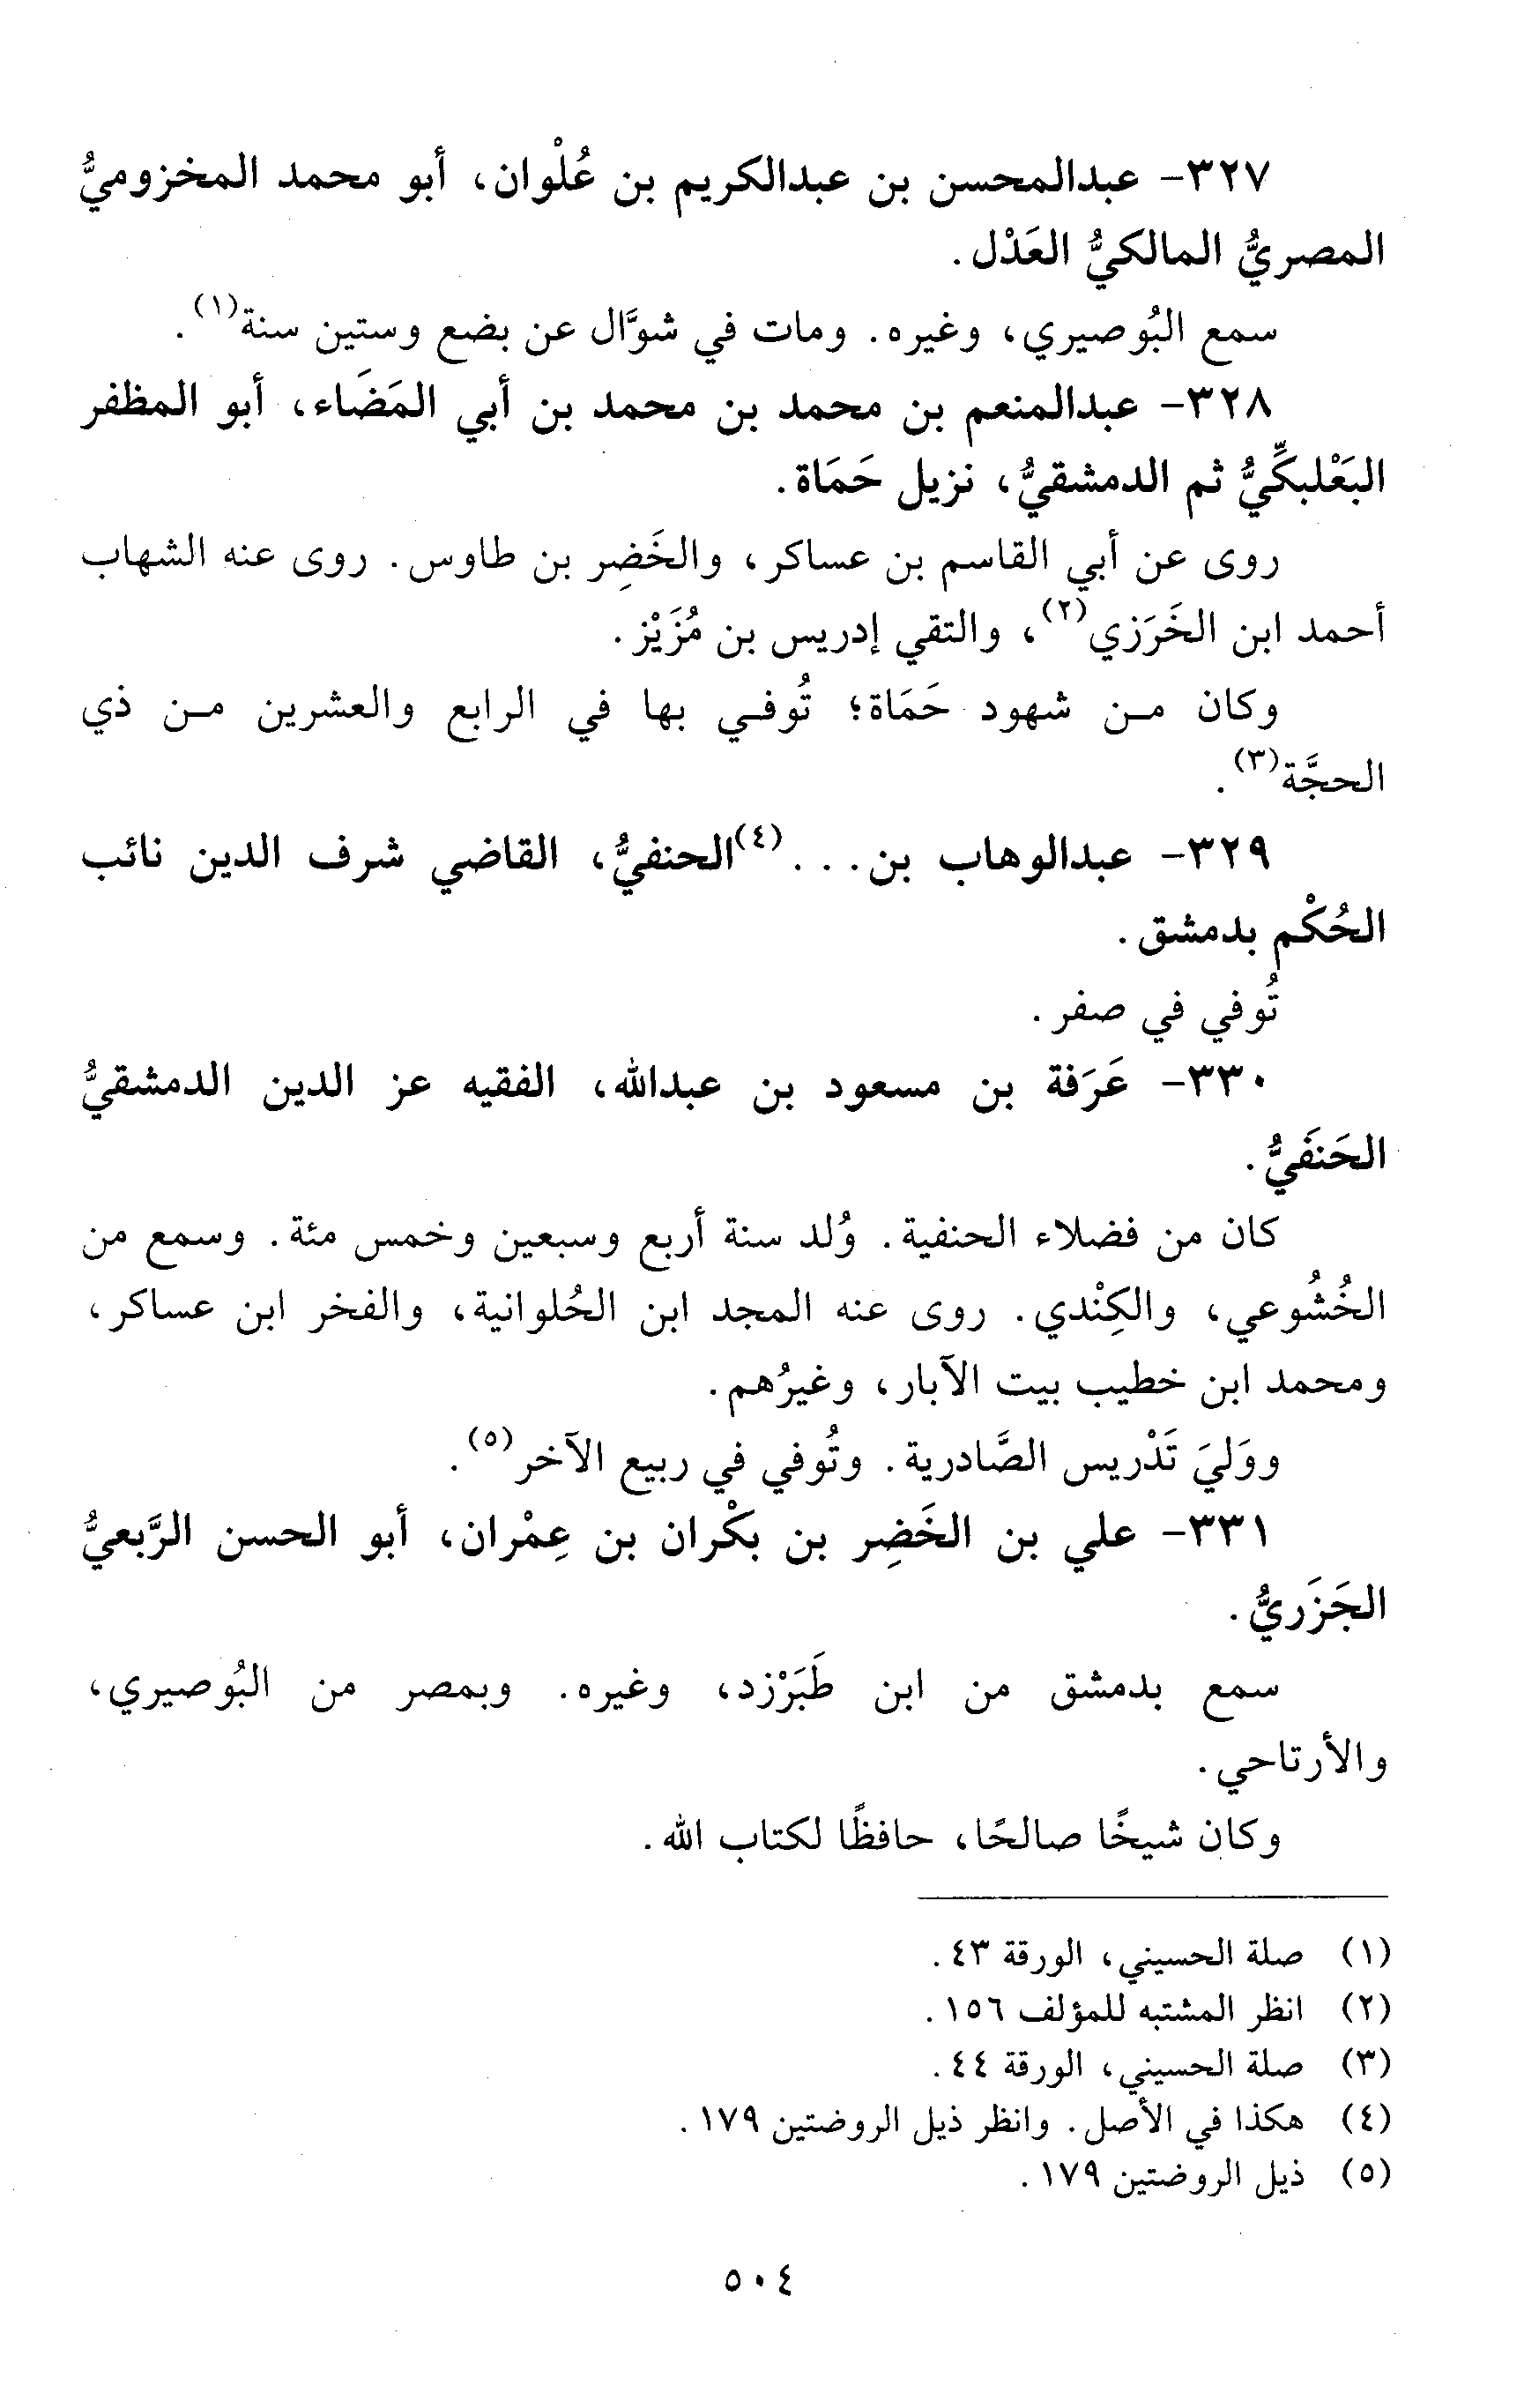 ٣٢٧- عبدالمحسن بن عبدالكريم بن عُلْوان، أبو محمد المخزوميُّ
المصريُّ المالكيُّ العَدْل.
سمع البُوصيري، وغيره. ومات في شوَّال عن بضع وستين سنة(١).
٣٢٨- عبدالمنعم بن محمد بن محمد بن أبي المَضَاء، أبو المظفر
البَعْلبكِّيُّ ثم الدمشقيُّ، نزيل حَمَاة.
روى عن أبي القاسم بن عساكر، والخَضِر بن طاوس. روى عنه الشهاب
أحمد ابن الخَرَزي(٢)، والتقي إدريس بن مُزَيْز.
وكان من شهود حَمَاة؛ تُوفي بها في الرابع والعشرين من ذي
الحجَّة(٣).
٣٢٩- عبدالوهاب بن...(٤)الحنفيُّ، القاضي شرف الدين نائب
الحُكْم بدمشق.
تُوفي في صفر.
٣٣٠- عَرَفة بن مسعود بن عبدالله، الفقيه عز الدين الدمشقيُّ
الحَنفَيُّ.
كان من فضلاء الحنفية. وُلد سنة أربع وسبعين وخمس مئة. وسمع من
الخُشُوعي، والكِنْدي. روى عنه المجد ابن الحُلوانية، والفخر ابن عساكر،
ومحمد ابن خطيب بيت الآبار، وغيرُهم.
ووَليَ تَدْريس الصَّادرية. وتُوفي في ربيع الآخر(٥).
٣٣١- علي بن الخَضِر بن بكْران بن عِمْران، أبو الحسن الرَّبعيُّ
الجَزَريُّ.
سمع بدمشق من ابن طَبَرْزد، وغيره. وبمصر من البُوصيري،
والأرتاحي.
وكان شيخًا صالحًا، حافظًا لكتاب الله.
(١) صلة الحسيني، الورقة ٤٣.
(٢) انظر المشتبه للمؤلف ١٥٦.
(٣) صلة الحسيني، الورقة ٤٤.
(٤) هكذا في الأصل. وانظر ذيل الروضتين ١٧٩.
(٥) ذيل الروضتين ١٧٩.
٥٠٤